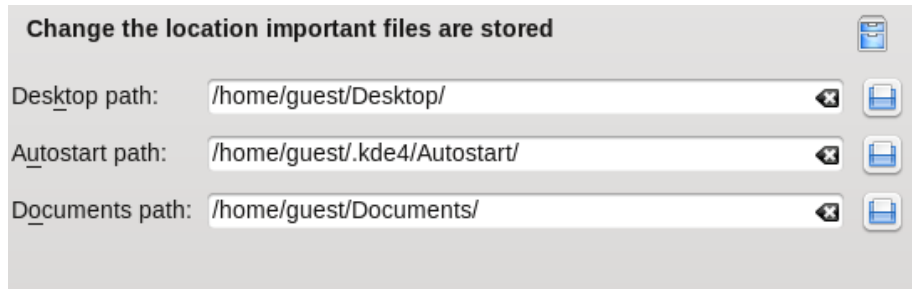 Change the location important files are stored
Desktop path: /home/guest/Desktop/
Autostart path: /home/guest/.kde4/Autostart/
Documents path: /home/guest/Documents/